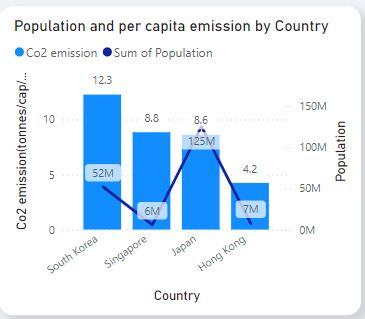 Population and per capita emission by Country
Co2 emission Sum of Population
Co2 emission(tonnes/cap/...
12.3
8.8
8.6
4.2
10
5
0
52M
6M
125M
7M
150M
100M
50M
0M
Population
South Korea
Singapore
Japan
Hong Kong
Country